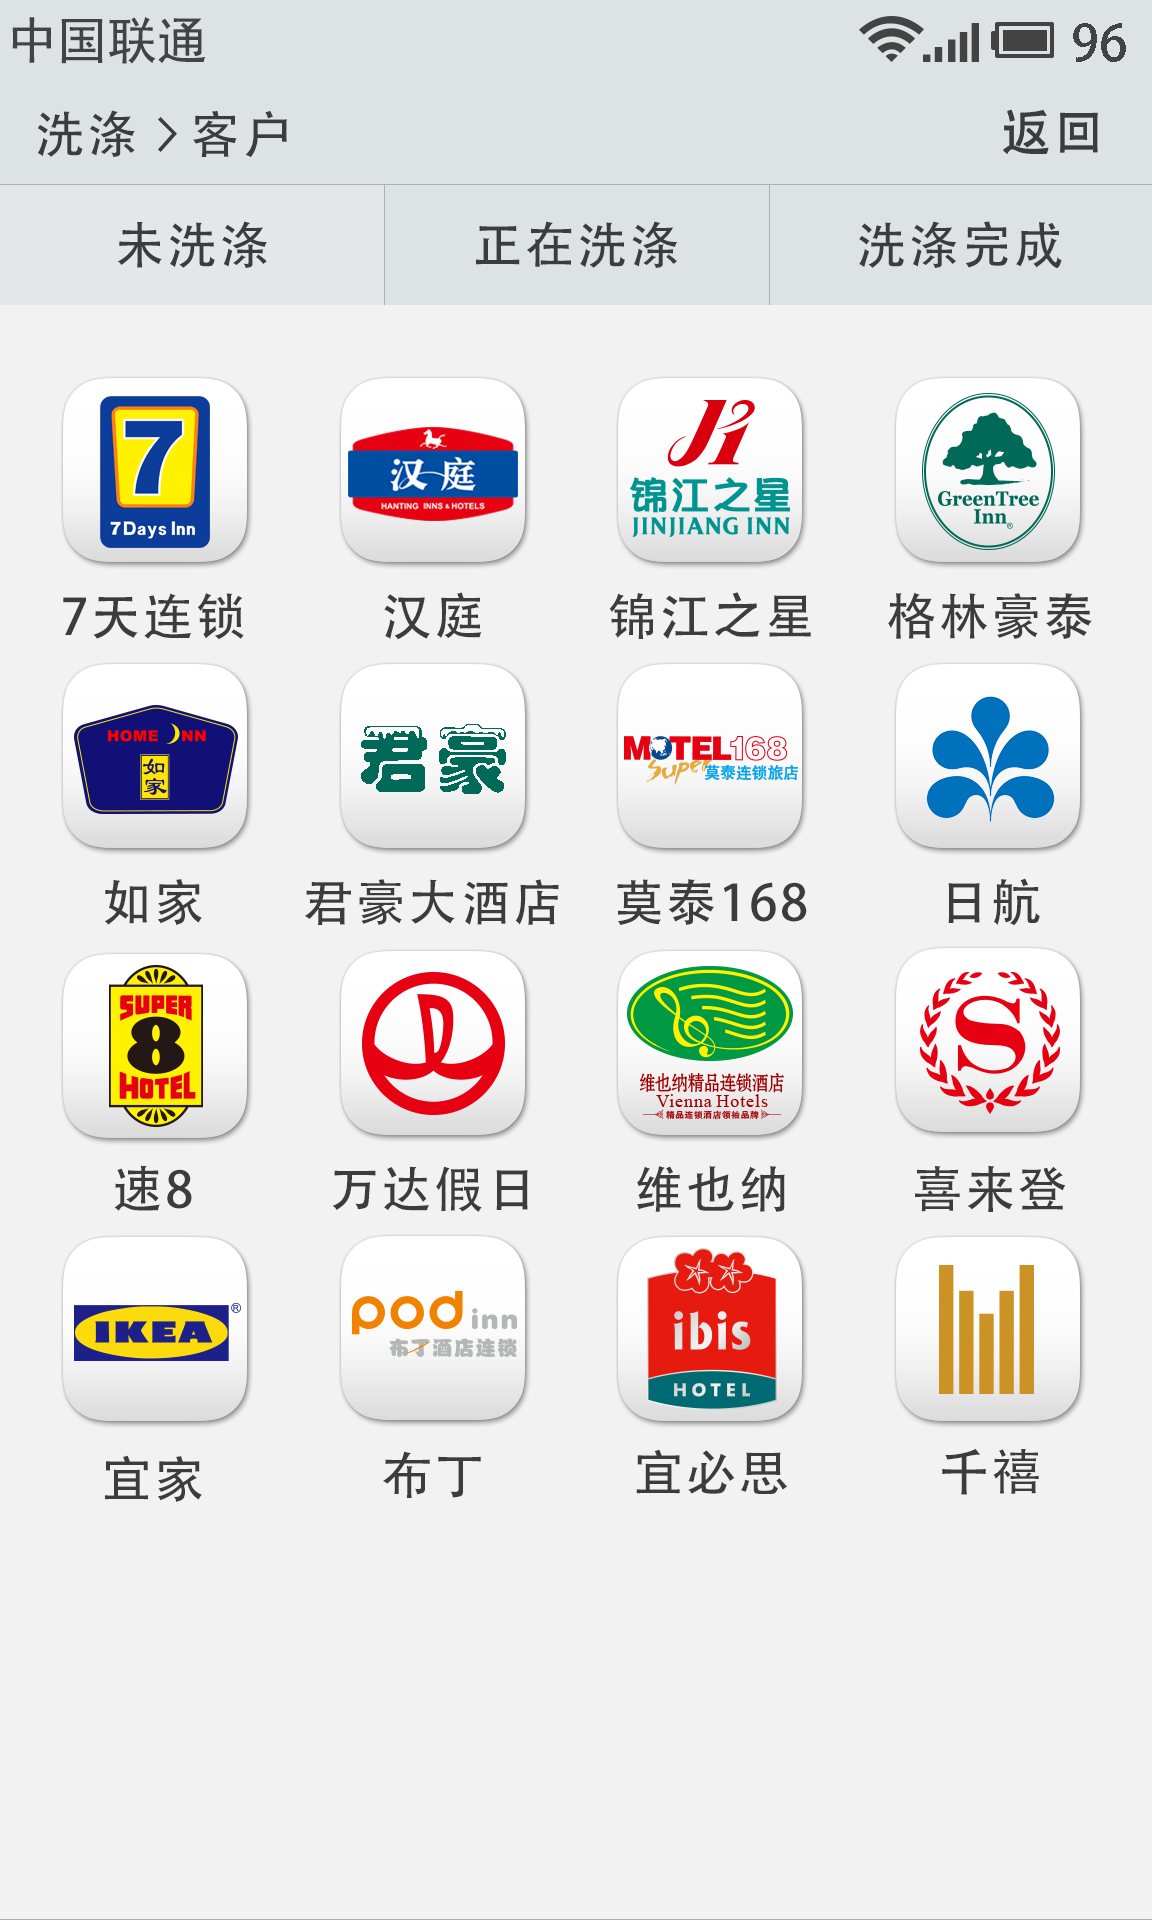 中国联通 96
洗涤 > 客户 返回
未洗涤 正在洗涤 洗涤完成
7
7Days Inn
汉庭
HANTING INNS & HOTELS
JI
锦江之星
JINJIANG INN
GreenTree
Inn®
7天连锁 汉庭 锦江之星 格林豪泰
HOME INN
如家
君豪
MOTEL168
Super莫泰连锁旅店
如家 君豪大酒店 莫泰168 日航
SUPER
8
HOTEL
维也纳精品连锁酒店
Vienna Hotels
精品连锁酒店领袖品牌
S
速8 万达假日 维也纳 喜来登
IKEA®
pod inn
布丁酒店连锁
ibis
HOTEL
宜家 布丁 宜必思 千禧